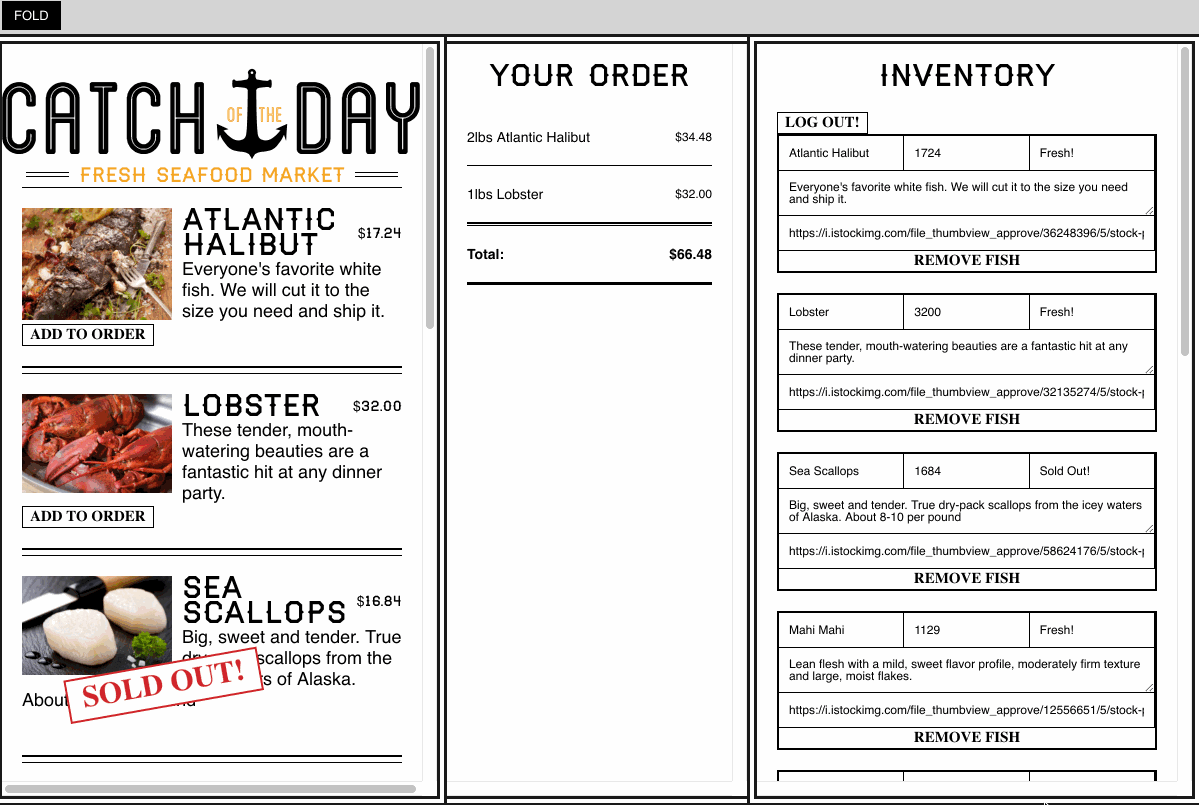 FOLD
CATCH OF THE DAY
FRESH SEAFOOD MARKET
ATLANTIC
HALIBUT
$17.24
Everyone's favorite white
fish. We will cut it to the
size you need and ship it.
ADD TO ORDER
LOBSTER
$32.00
These tender, mouth-
watering beauties are a
fantastic hit at any dinner
party.
ADD TO ORDER
SEA
SCALLOPS
$16.84
Big, sweet and tender. True
scallops from the
of Alaska.
About
SOLD OUT!
YOUR ORDER
2lbs Atlantic Halibut $34.48
1lbs Lobster $32.00
Total: $66.48
INVENTORY
LOG OUT!
Atlantic Halibut 1724 Fresh!
Everyone's favorite white fish. We will cut it to the size you need
and ship it.
https://i.istockimg.com/file_thumbview_approve/36248396/5/stock-p
REMOVE FISH
Lobster 3200 Fresh!
These tender, mouth-watering beauties are a fantastic hit at any
dinner party.
https://i.istockimg.com/file_thumbview_approve/32135274/5/stock-p
REMOVE FISH
Sea Scallops 1684 Sold Out!
Big, sweet and tender. True dry-pack scallops from the icey waters
of Alaska. About 8-10 per pound
https://i.istockimg.com/file_thumbview_approve/58624176/5/stock-p
REMOVE FISH
Mahi Mahi 1129 Fresh!
Lean flesh with a mild, sweet flavor profile, moderately firm texture
and large, moist flakes.
https://i.istockimg.com/file_thumbview_approve/12556651/5/stock-p
REMOVE FISH